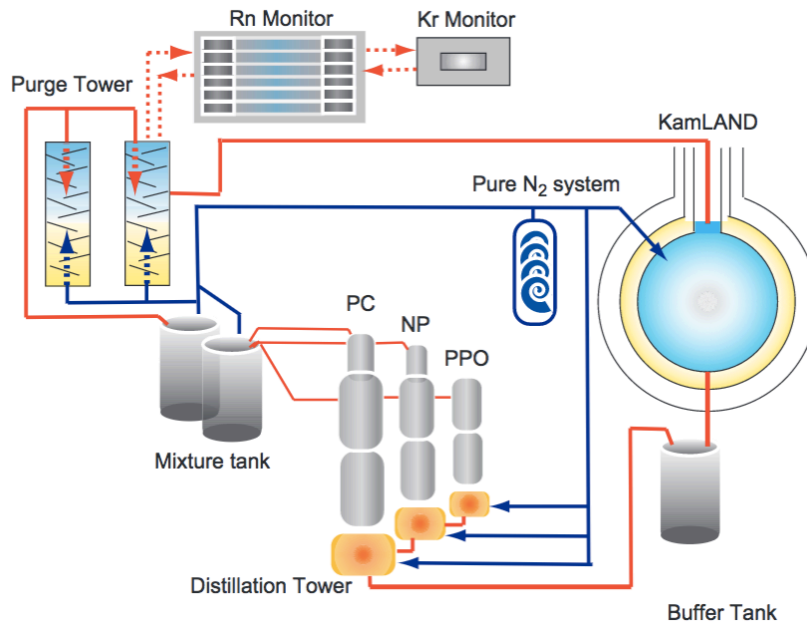 Rn Monitor
Kr Monitor
Purge Tower
KamLAND
Pure N₂ system
PC
NP
PPO
Mixture tank
Distillation Tower
Buffer Tank